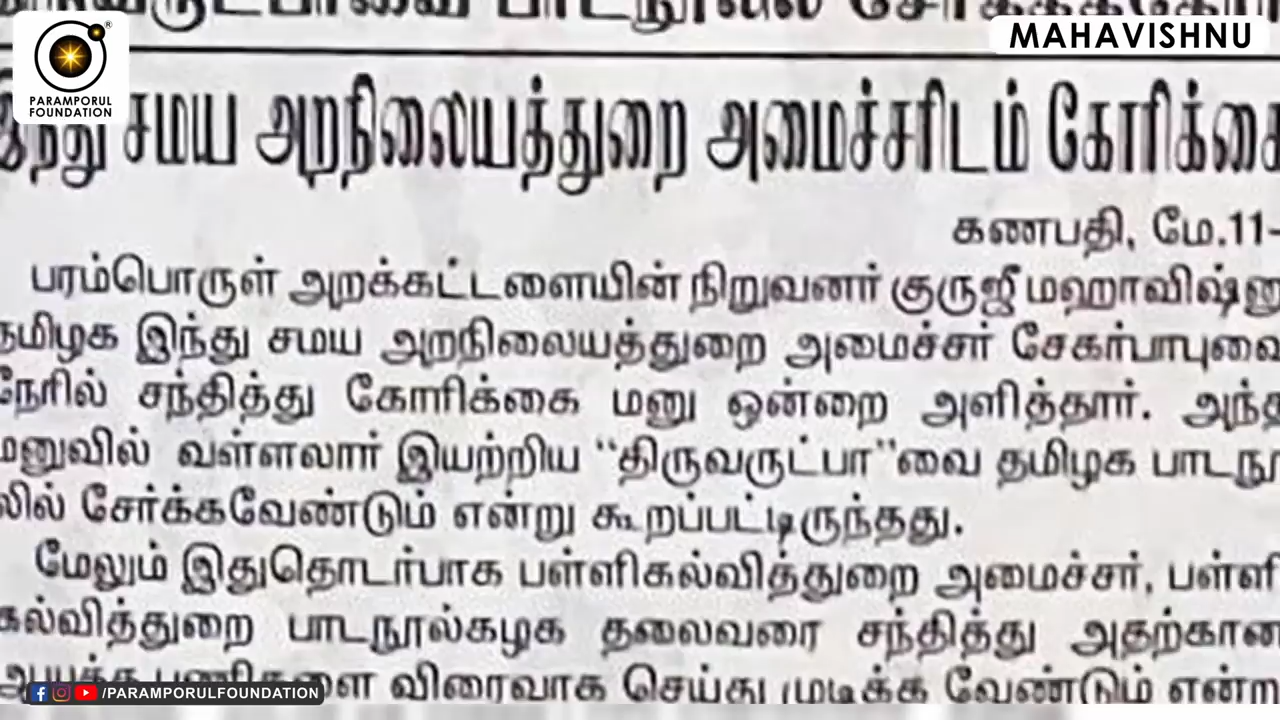 பாடநூலில்
MAHAVISHNU
PARAMPORUL
FOUNDATION
இந்து சமய அறநிலையத்துறை அமைச்சரிடம் கோரிக்கை
கணபதி, மே.11-
பரம்பொருள் அறக்கட்டளையின் நிறுவனர் குருஜீ மஹாவிஷ்ணு
தமிழக இந்து சமய அறநிலையத்துறை அமைச்சர் சேகர்பாபுவை
நேரில் சந்தித்து கோரிக்கை மனு ஒன்றை அளித்தார். அந்த
மனுவில் வள்ளலார் இயற்றிய “திருவருட்பா”வை தமிழக பாடநூ
லில் சேர்க்கவேண்டும் என்று கூறப்பட்டிருந்தது.
மேலும் இதுதொடர்பாக பள்ளிகல்வித்துறை அமைச்சர், பள்ளி
கல்வித்துறை பாடநூல்கழக தலைவரை சந்தித்து அதற்கான
விரைவாக செய்து முடிக்க வேண்டும் என்று
/PARAMPORULFOUNDATION